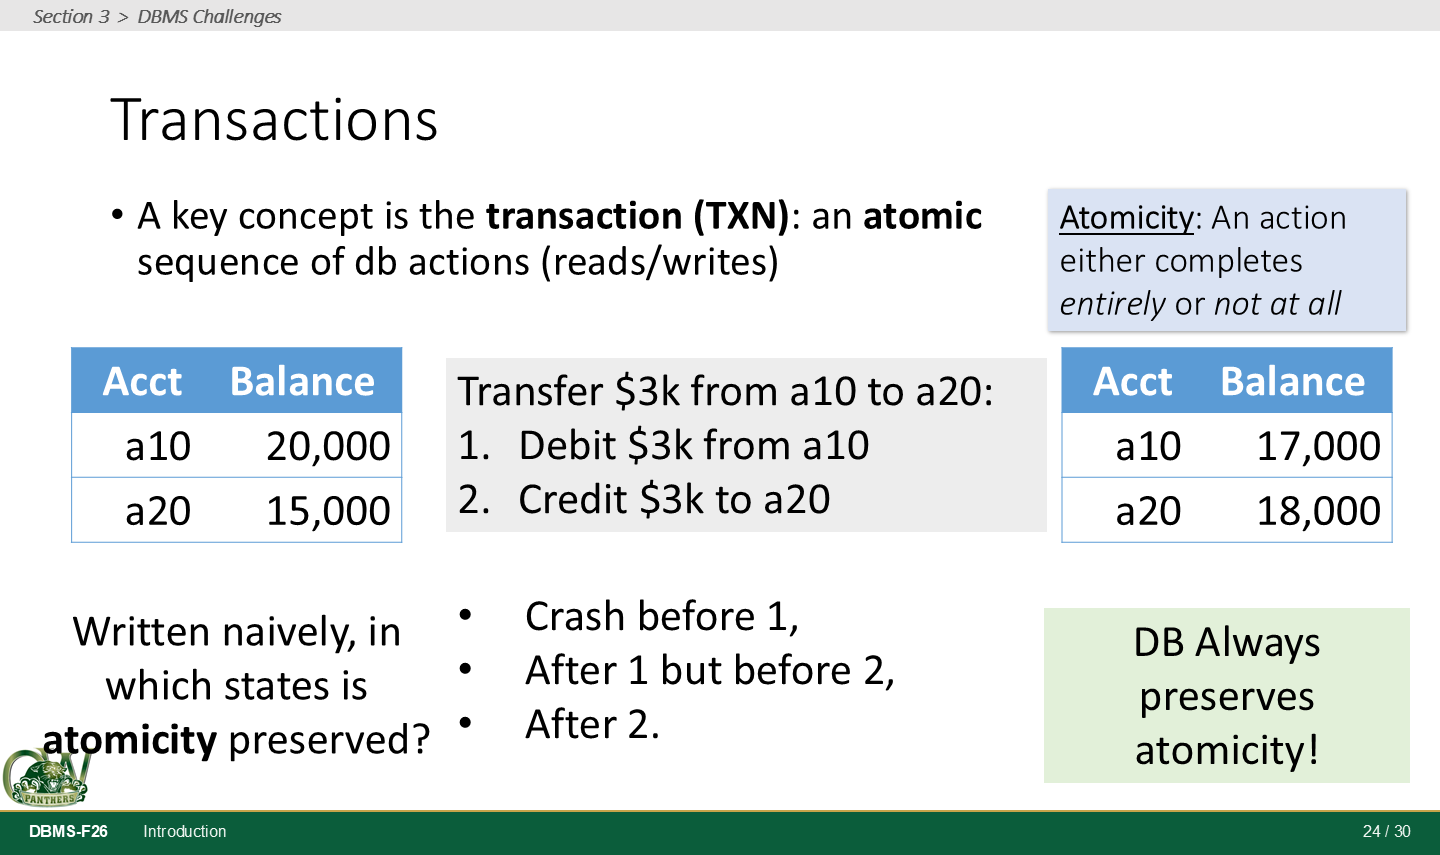 Section 3 > DBMS Challenges
Transactions
• A key concept is the transaction (TXN): an atomic
sequence of db actions (reads/writes)
Atomicity: An action
either completes
entirely or not at all
Acct Balance
a10 20,000
a20 15,000
Transfer $3k from a10 to a20:
1. Debit $3k from a10
2. Credit $3k to a20
Acct Balance
a10 17,000
a20 18,000
Written naively, in
which states is
atomicity preserved?
• Crash before 1,
• After 1 but before 2,
• After 2.
DB Always
preserves
atomicity!
PANTHERS
DBMS-F26 Introduction 24 / 30